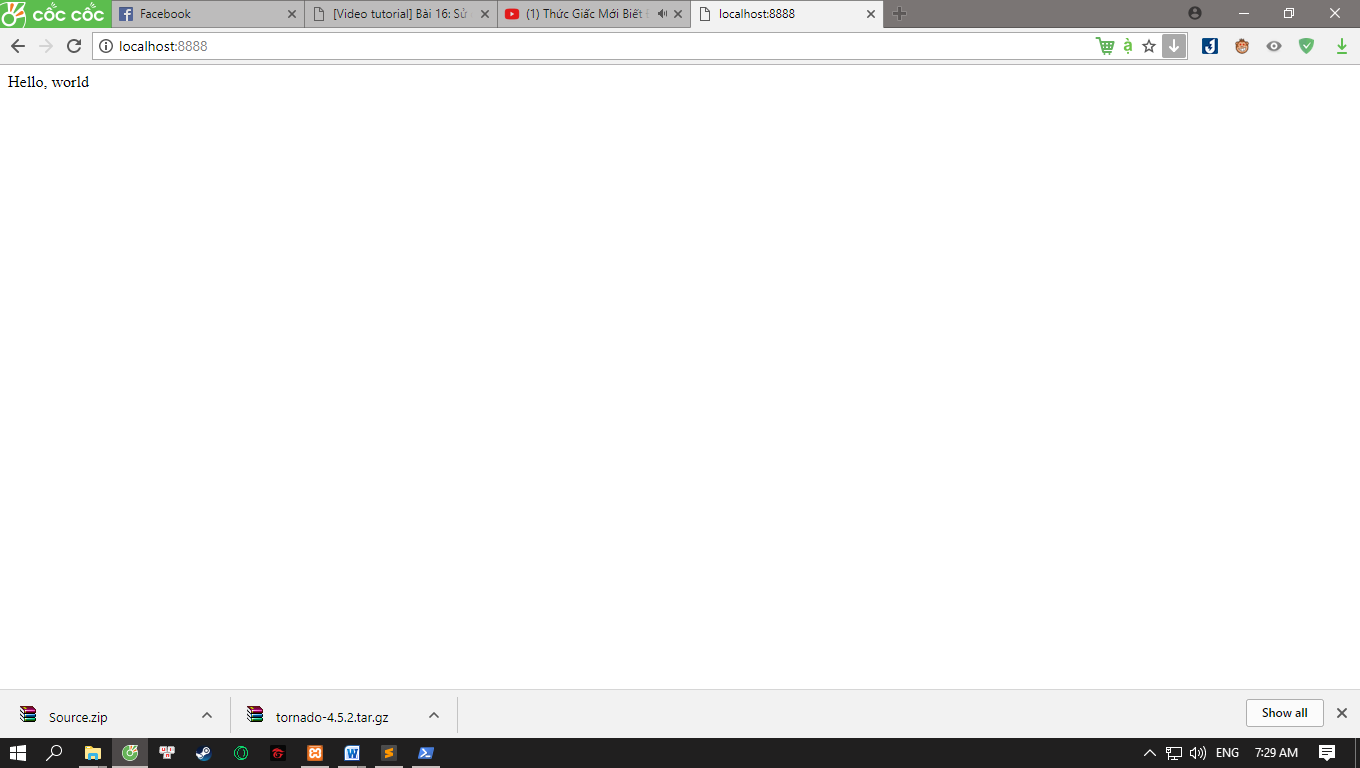 cốc cốc
Facebook
[Video tutorial] Bài 16: Sử
(1) Thức Giấc Mới Biết
localhost:8888
localhost:8888
à
Hello, world
Source.zip
tornado-4.5.2.tar.gz
Show all
ENG
7:29 AM